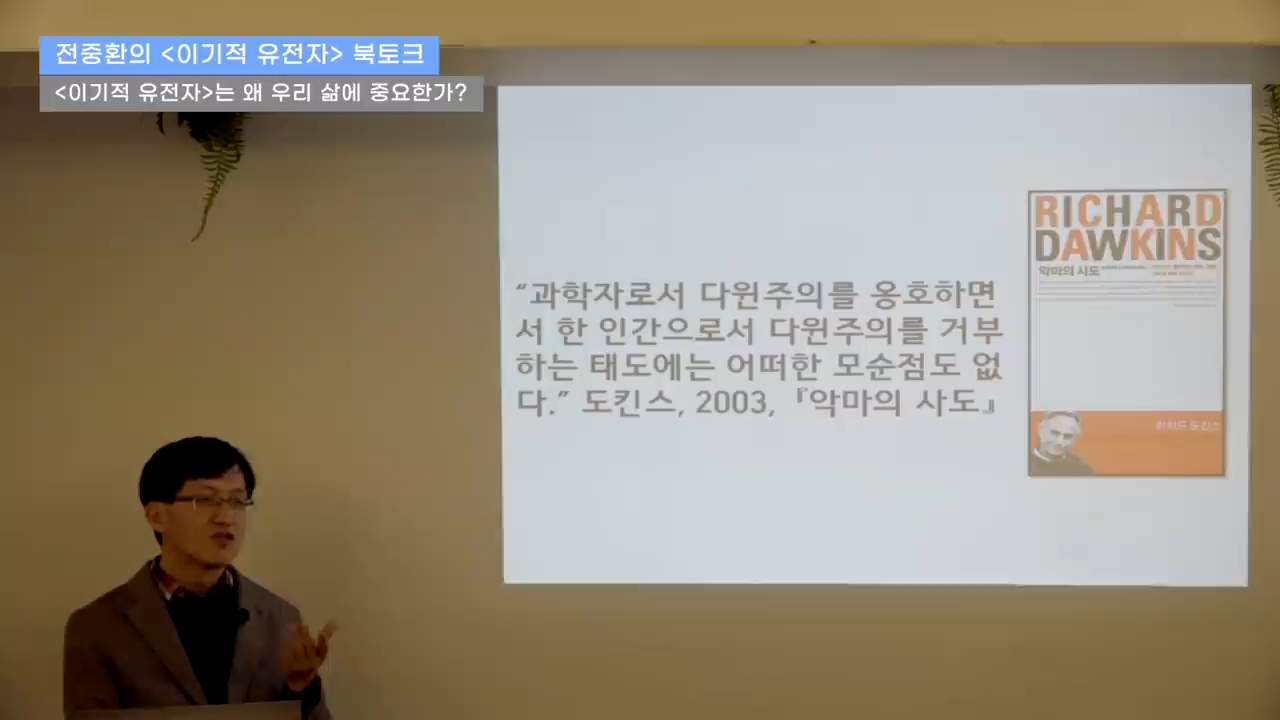 전중환의 <이기적 유전자> 북토크
<이기적 유전자>는 왜 우리 삶에 중요한가?
“과학자로서 다윈주의를 옹호하면
서 한 인간으로서 다윈주의를 거부
하는 태도에는 어떠한 모순점도 없
다.” 도킨스, 2003, 『악마의 사도』
RICHARD
DAWKINS
악마의 사도
리처드 도킨스